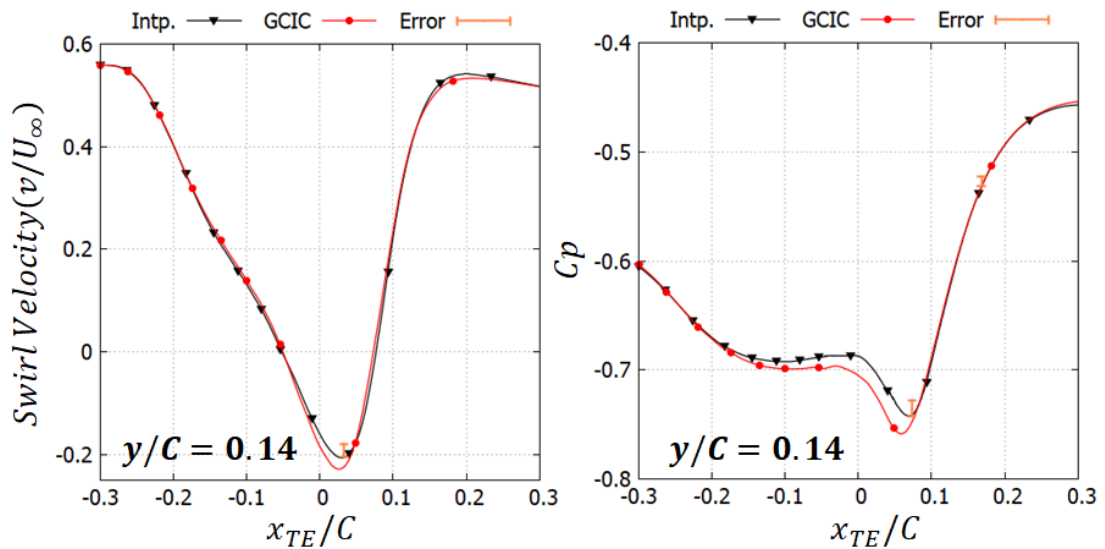 Intp. GCIC Error
0.6
0.4
0.2
0
-0.2
Swirl Velocity(v/U∞)
y/C = 0.14
-0.3 -0.2 -0.1 0 0.1 0.2 0.3
x_TE/C
Intp. GCIC Error
-0.4
-0.5
-0.6
-0.7
-0.8
Cp
y/C = 0.14
-0.3 -0.2 -0.1 0 0.1 0.2 0.3
x_TE/C